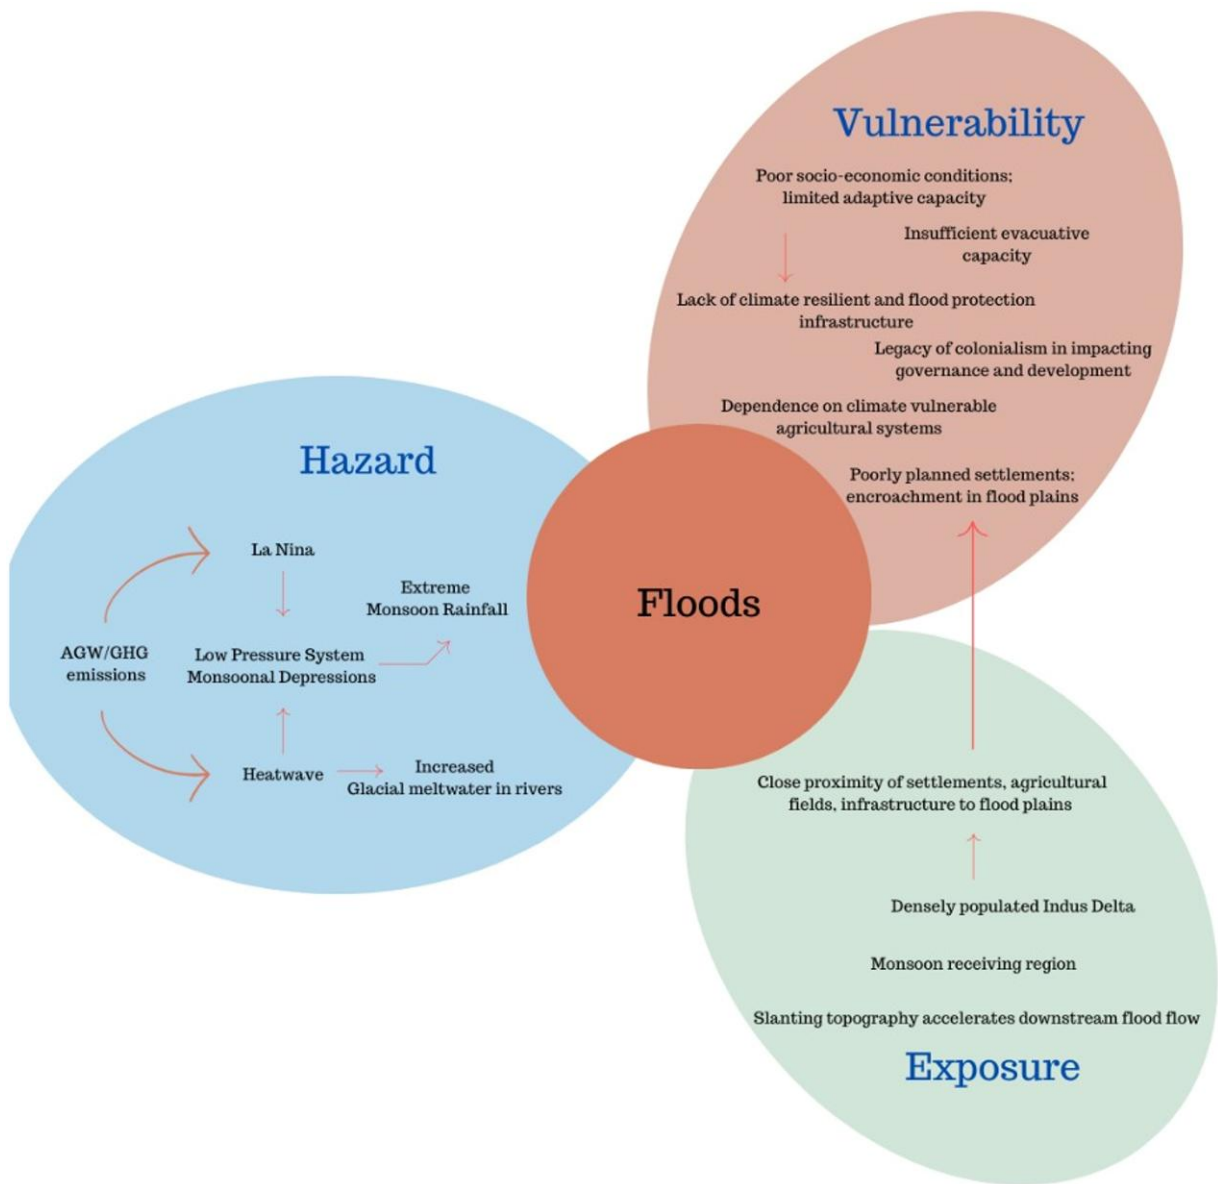 Vulnerability
Poor socio-economic conditions;
limited adaptive capacity
Insufficient evacuative
capacity
Lack of climate resilient and flood protection
infrastructure
Legacy of colonialism in impacting
governance and development
Dependence on climate vulnerable
agricultural systems
Poorly planned settlements;
encroachment in flood plains
Hazard
La Nina
Extreme
Monsoon Rainfall
AGW/GHG
emissions
Low Pressure System
Monsoonal Depressions
Heatwave
Increased
Glacial meltwater in rivers
Floods
Close proximity of settlements, agricultural
fields, infrastructure to flood plains
Densely populated Indus Delta
Monsoon receiving region
Slanting topography accelerates downstream flood flow
Exposure